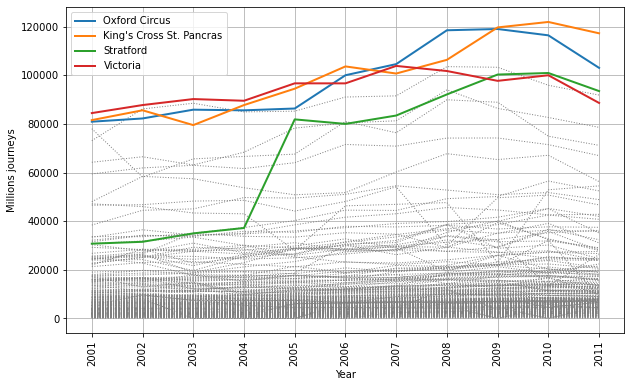 Oxford Circus
King's Cross St. Pancras
Stratford
Victoria
Millions journeys
120000
100000
80000
60000
40000
20000
0
2001 2002 2003 2004 2005 2006 2007 2008 2009 2010 2011
Year